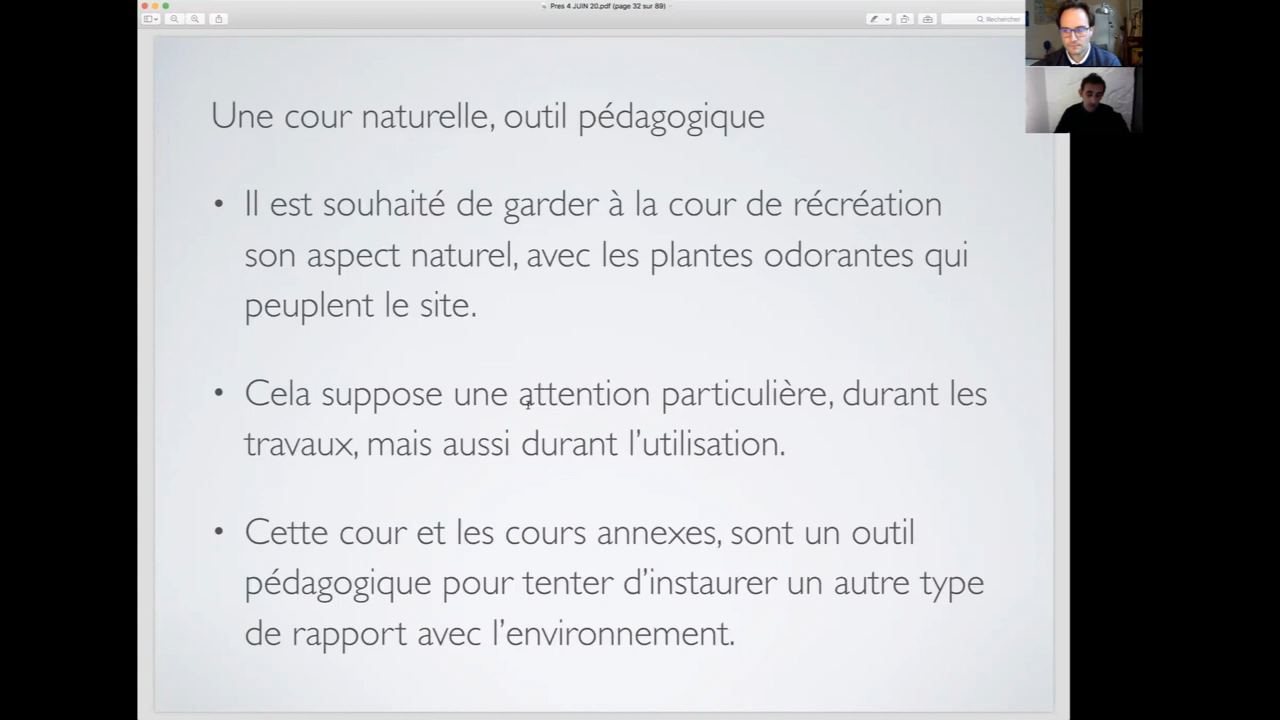 Pres 4 JUIN 20.pdf (page 32 sur 89)
Rechercher
Une cour naturelle, outil pédagogique
• Il est souhaité de garder à la cour de récréation
son aspect naturel, avec les plantes odorantes qui
peuplent le site.
• Cela suppose une attention particulière, durant les
travaux, mais aussi durant l’utilisation.
• Cette cour et les cours annexes, sont un outil
pédagogique pour tenter d’instaurer un autre type
de rapport avec l’environnement.